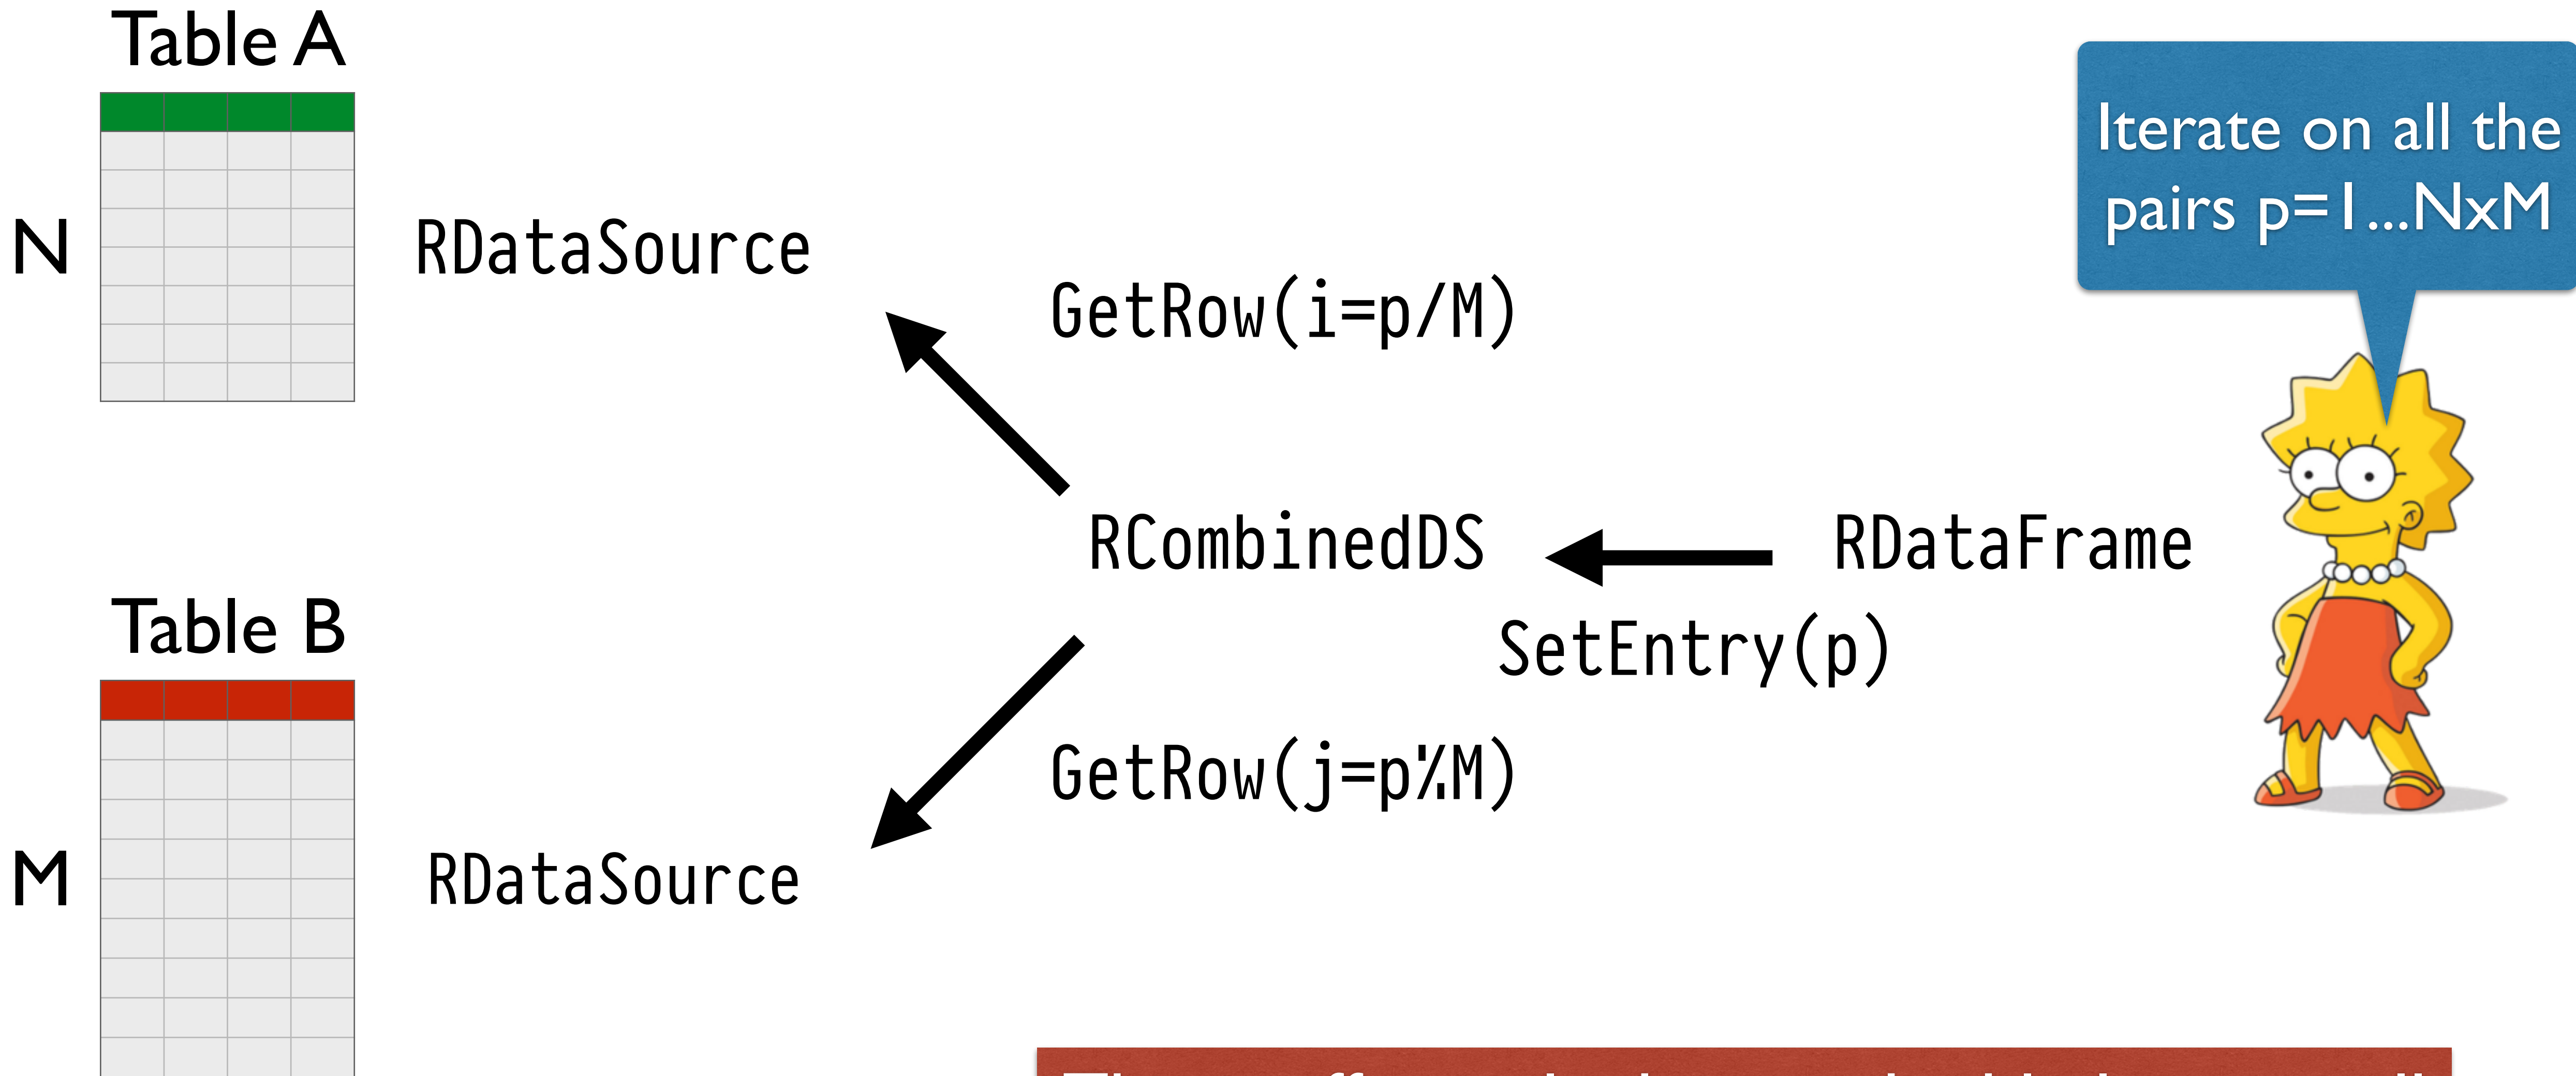 Table A
N
RDataSource
GetRow(i=p/M)
Iterate on all the
pairs p=1...NxM
RCombinedDS
RDataFrame
SetEntry(p)
Table B
GetRow(j=p%M)
M
RDataSource